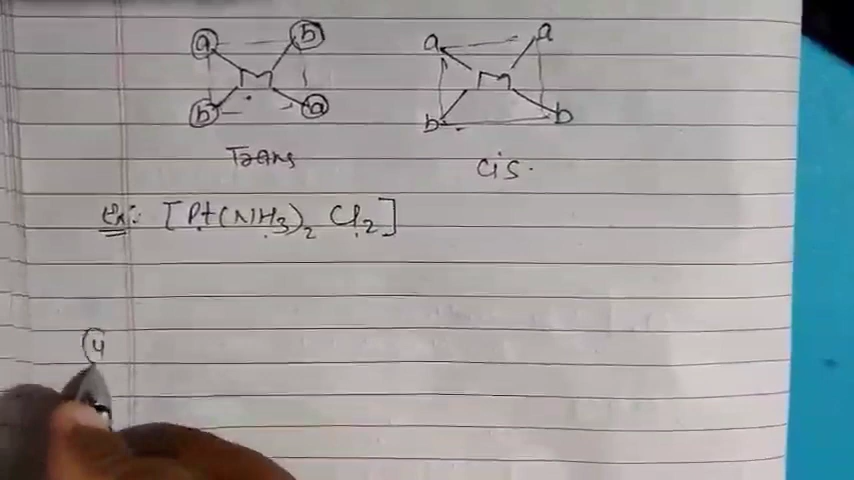 a b a a
M M
b a b b
Trans cis.
Ex:- [Pt(NH3)2 Cl2]
4